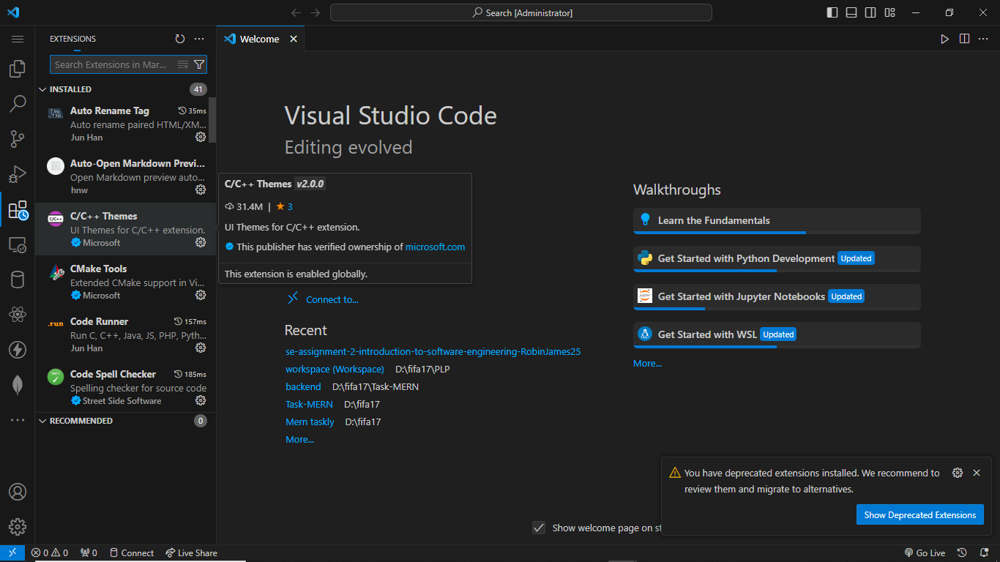 Search [Administrator]
EXTENSIONS
Search Extensions in Mar...
INSTALLED 41
Auto Rename Tag 35ms
Auto rename paired HTML/XM...
Jun Han
Auto-Open Markdown Previ...
Open Markdown preview auto...
hnw
C/C++ Themes
UI Themes for C/C++ extension.
Microsoft
CMake Tools
Extended CMake support in Vi...
Microsoft
.run Code Runner 157ms
Run C, C++, Java, JS, PHP, Pyth...
Jun Han
Code Spell Checker 185ms
Spelling checker for source code
Street Side Software
RECOMMENDED 0
Welcome
Visual Studio Code
Editing evolved
C/C++ Themes v2.0.0
31.4M | 3
UI Themes for C/C++ extension.
This publisher has verified ownership of microsoft.com
This extension is enabled globally.
Connect to...
Recent
se-assignment-2-introduction-to-software-engineering-RobinJames25
workspace (Workspace) D:\fifa17\PLP
backend D:\fifa17\Task-MERN
Task-MERN D:\fifa17
Mern taskly D:\fifa17
More...
Walkthroughs
Learn the Fundamentals
Get Started with Python Development Updated
Get Started with Jupyter Notebooks Updated
Get Started with WSL Updated
More...
Show welcome page on st
You have deprecated extensions installed. We recommend to
review them and migrate to alternatives.
Show Deprecated Extensions
0 0 0 Connect Live Share Go Live